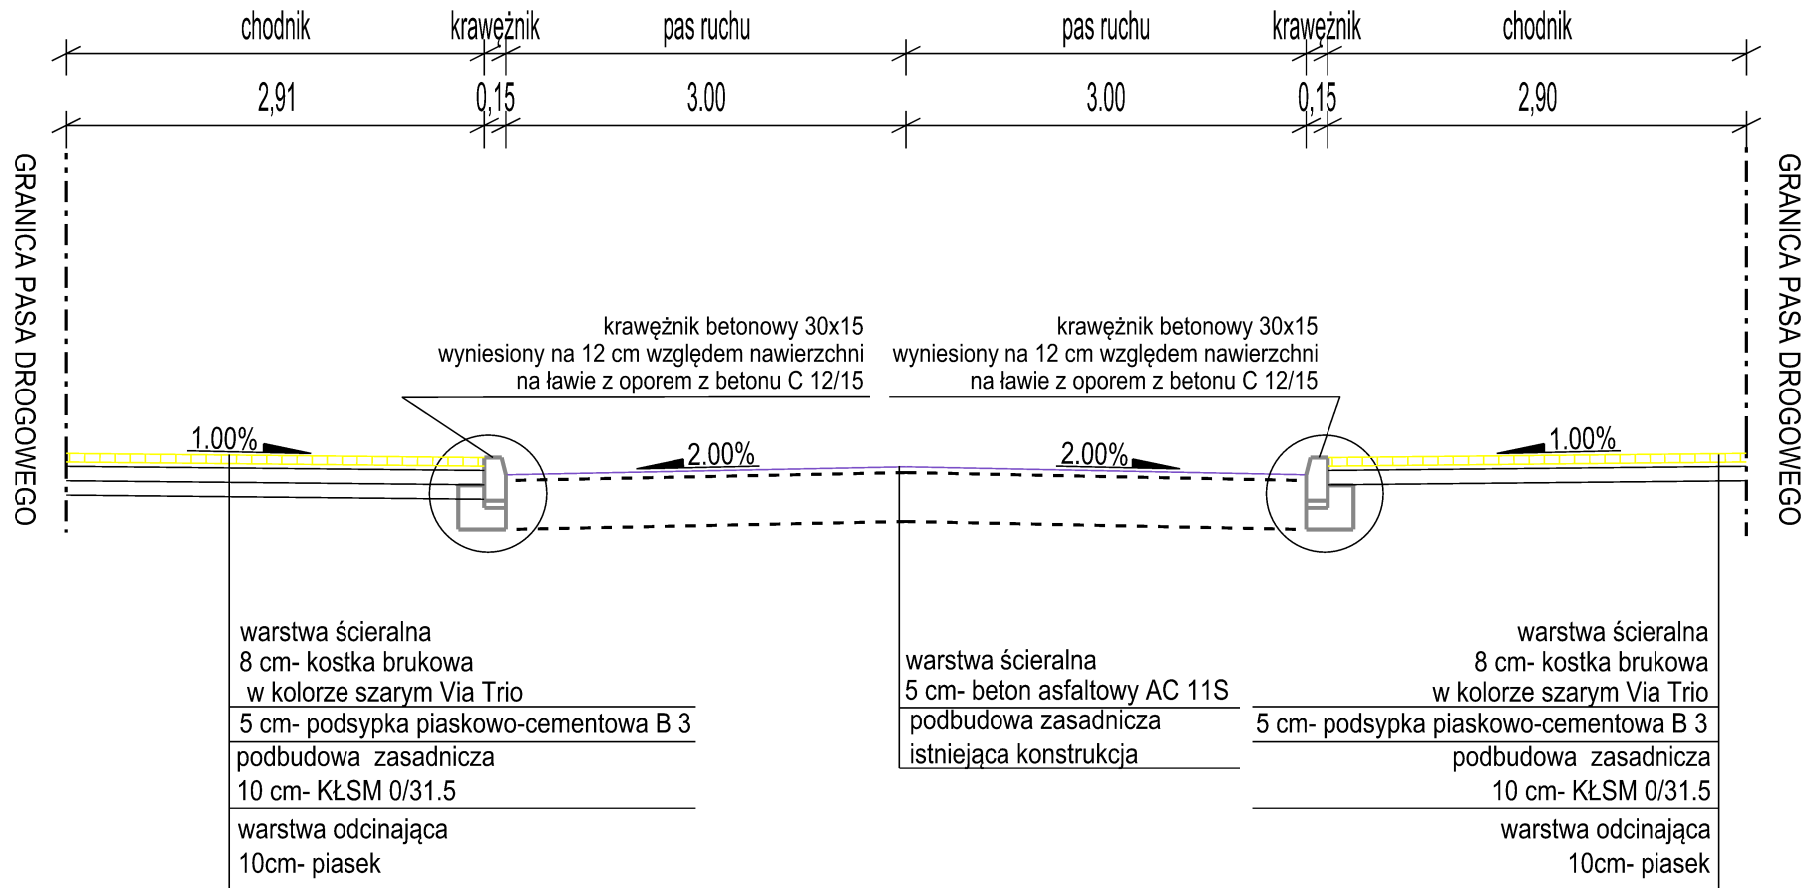 chodnik krawężnik pas ruchu pas ruchu krawężnik chodnik
2,91 0,15 3.00 3.00 0,15 2,90
GRANICA PASA DROGOWEGO
GRANICA PASA DROGOWEGO
krawężnik betonowy 30x15
wyniesiony na 12 cm względem nawierzchni
na ławie z oporem z betonu C 12/15
krawężnik betonowy 30x15
wyniesiony na 12 cm względem nawierzchni
na ławie z oporem z betonu C 12/15
1.00% 2.00% 2.00% 1.00%
warstwa ścieralna
8 cm- kostka brukowa
w kolorze szarym Via Trio
5 cm- podsypka piaskowo-cementowa B 3
podbudowa zasadnicza
10 cm- KŁSM 0/31.5
warstwa odcinająca
10cm- piasek
warstwa ścieralna
5 cm- beton asfaltowy AC 11S
podbudowa zasadnicza
istniejąca konstrukcja
warstwa ścieralna
8 cm- kostka brukowa
w kolorze szarym Via Trio
5 cm- podsypka piaskowo-cementowa B 3
podbudowa zasadnicza
10 cm- KŁSM 0/31.5
warstwa odcinająca
10cm- piasek